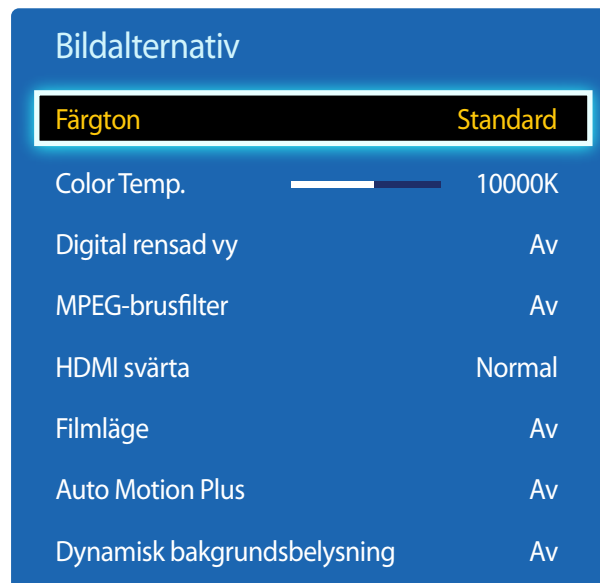 Bildalternativ
Färgton Standard
Color Temp. 10000K
Digital rensad vy Av
MPEG-brusfilter Av
HDMI svärta Normal
Filmläge Av
Auto Motion Plus Av
Dynamisk bakgrundsbelysning Av